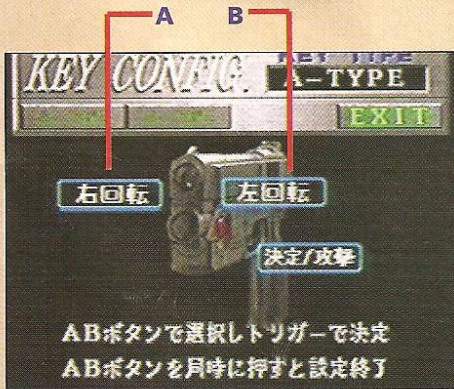 A B
KEY TYPE
KEY CONFIG. A-TYPE
EXIT
右回転 左回転
決定/攻撃
ABボタンで選択しトリガーで決定
ABボタンを同時に押すと設定終了